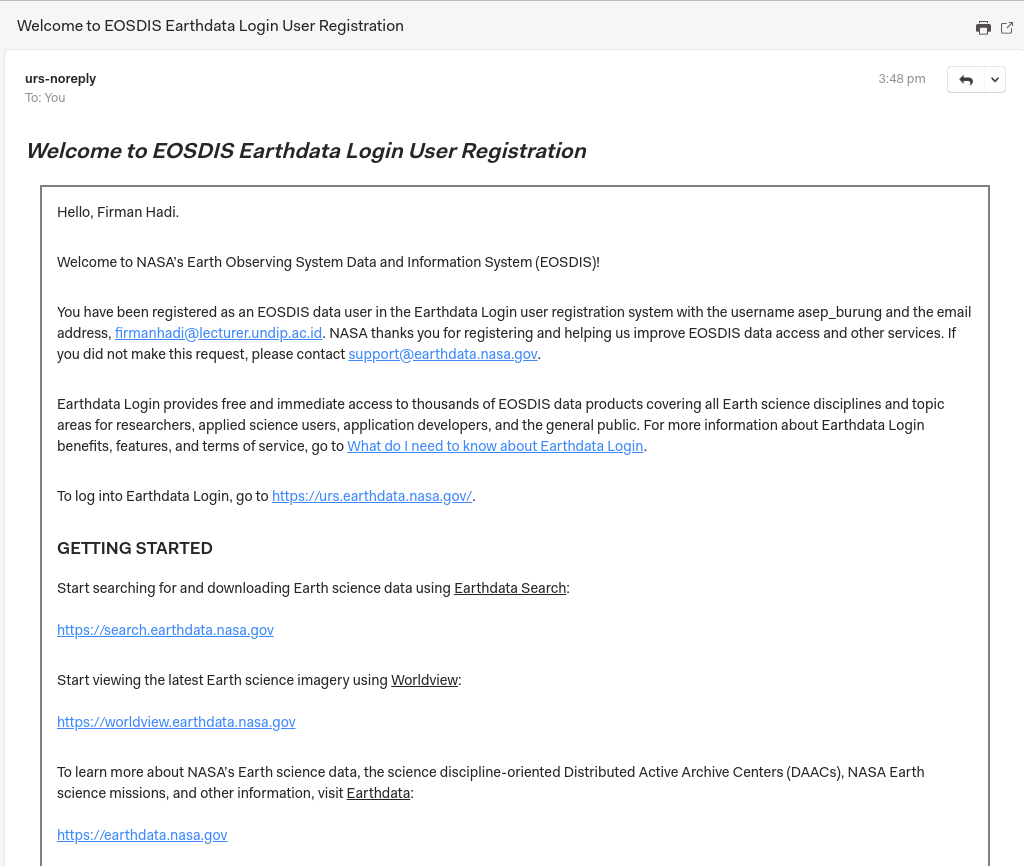 Welcome to EOSDIS Earthdata Login User Registration
urs-noreply
3:48 pm
To: You
Welcome to EOSDIS Earthdata Login User Registration
Hello, Firman Hadi.
Welcome to NASA's Earth Observing System Data and Information System (EOSDIS)!
You have been registered as an EOSDIS data user in the Earthdata Login user registration system with the username asep_burung and the email
address, firmanhadi@lecturer.undip.ac.id. NASA thanks you for registering and helping us improve EOSDIS data access and other services. If
you did not make this request, please contact support@earthdata.nasa.gov.
Earthdata Login provides free and immediate access to thousands of EOSDIS data products covering all Earth science disciplines and topic
areas for researchers, applied science users, application developers, and the general public. For more information about Earthdata Login
benefits, features, and terms of service, go to What do I need to know about Earthdata Login.
To log into Earthdata Login, go to https://urs.earthdata.nasa.gov/.
GETTING STARTED
Start searching for and downloading Earth science data using Earthdata Search:
https://search.earthdata.nasa.gov
Start viewing the latest Earth science imagery using Worldview:
https://worldview.earthdata.nasa.gov
To learn more about NASA's Earth science data, the science discipline-oriented Distributed Active Archive Centers (DAACs), NASA Earth
science missions, and other information, visit Earthdata:
https://earthdata.nasa.gov